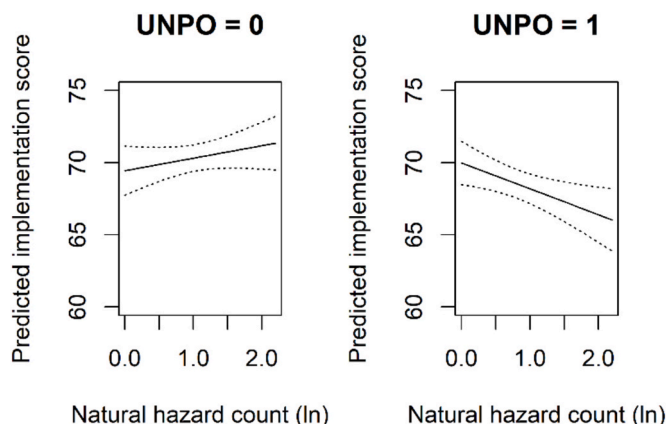 UNPO = 0
Predicted implementation score
75
70
65
60
0.0 1.0 2.0
Natural hazard count (ln)
UNPO = 1
Predicted implementation score
75
70
65
60
0.0 1.0 2.0
Natural hazard count (ln)